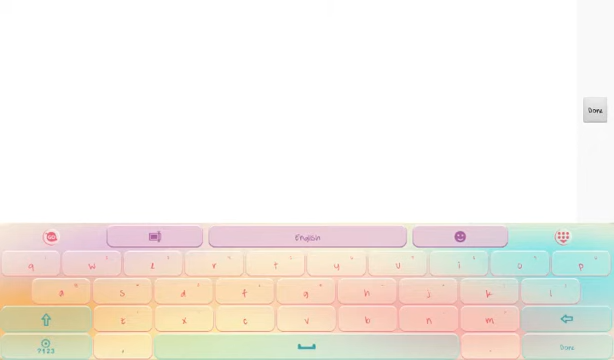 Done
English
q w e r t y u i o p
a s d f g h j k l
z x c v b n m
?123 , . Done